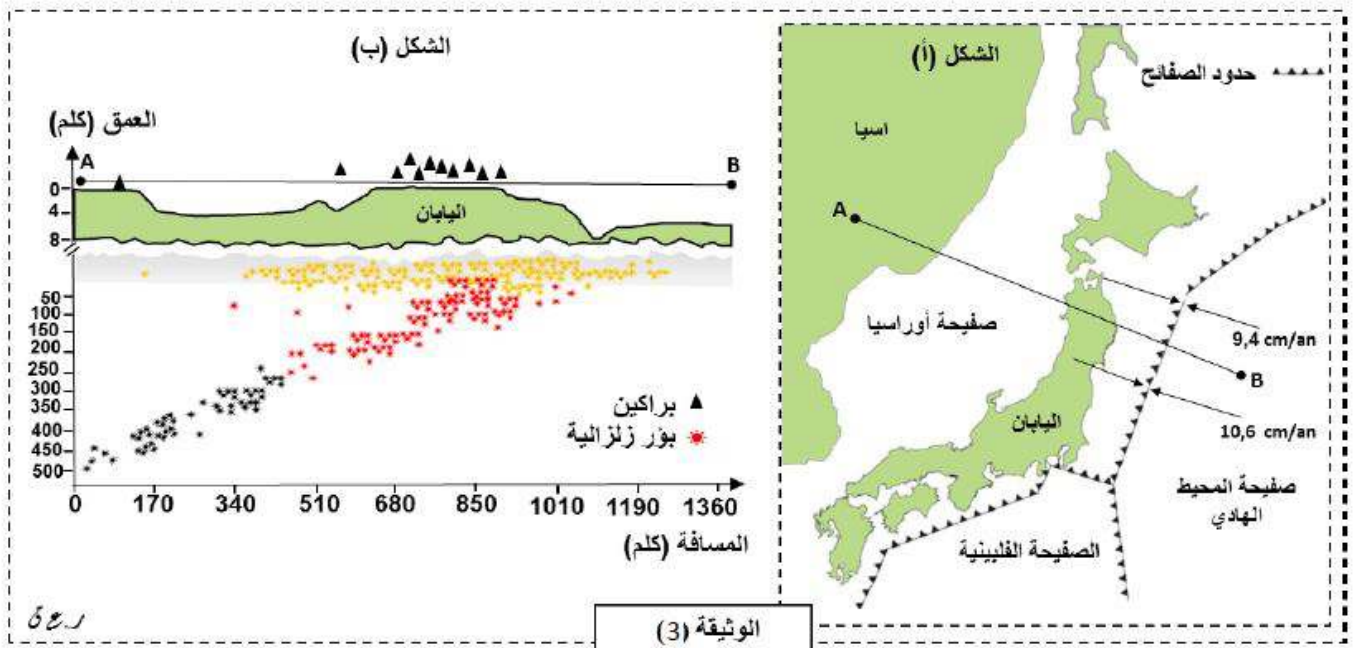 الشكل (أ)
حدود الصفائح
اسيا
A
صفيحة أوراسيا
9,4 cm/an
B
اليابان
10,6 cm/an
صفيحة المحيط
الهادي
الصفيحة الفلبينية
الشكل (ب)
العمق (كلم)
A
B
0
4
8
اليابان
50
100
150
200
250
300
350
400
450
500
براكين
بؤر زلزالية
0 170 340 510 680 850 1010 1190 1360
المسافة (كلم)
الوثيقة (3)